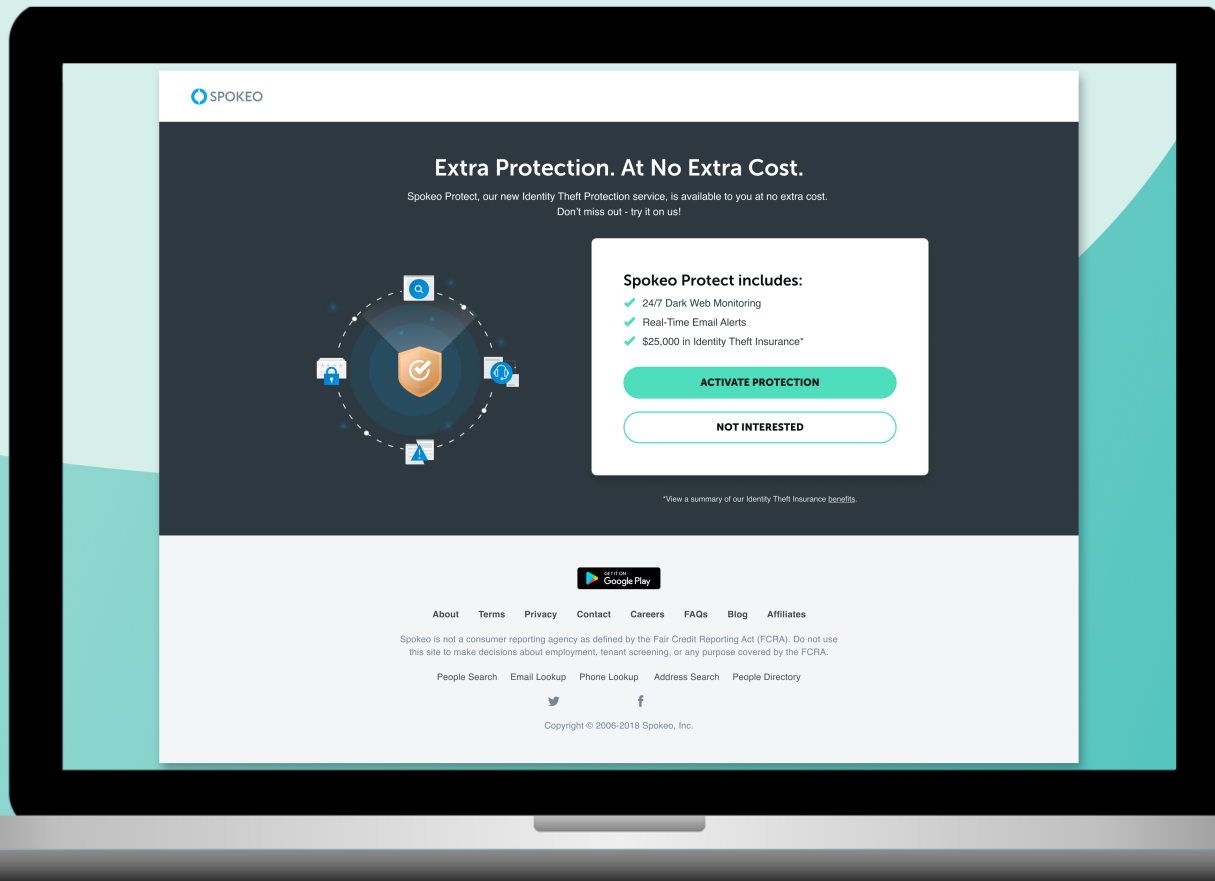 SPOKEO
Extra Protection. At No Extra Cost.
Spokeo Protect, our new Identity Theft Protection service, is available to you at no extra cost.
Don't miss out - try it on us!
Spokeo Protect includes:
24/7 Dark Web Monitoring
Real-Time Email Alerts
$25,000 in Identity Theft Insurance*
ACTIVATE PROTECTION
NOT INTERESTED
*View a summary of our Identity Theft Insurance benefits.
GET IT ON
Google Play
About Terms Privacy Contact Careers FAQs Blog Affiliates
Spokeo is not a consumer reporting agency as defined by the Fair Credit Reporting Act (FCRA). Do not use
this site to make decisions about employment, tenant screening, or any purpose covered by the FCRA.
People Search Email Lookup Phone Lookup Address Search People Directory
Copyright © 2006-2018 Spokeo, Inc.